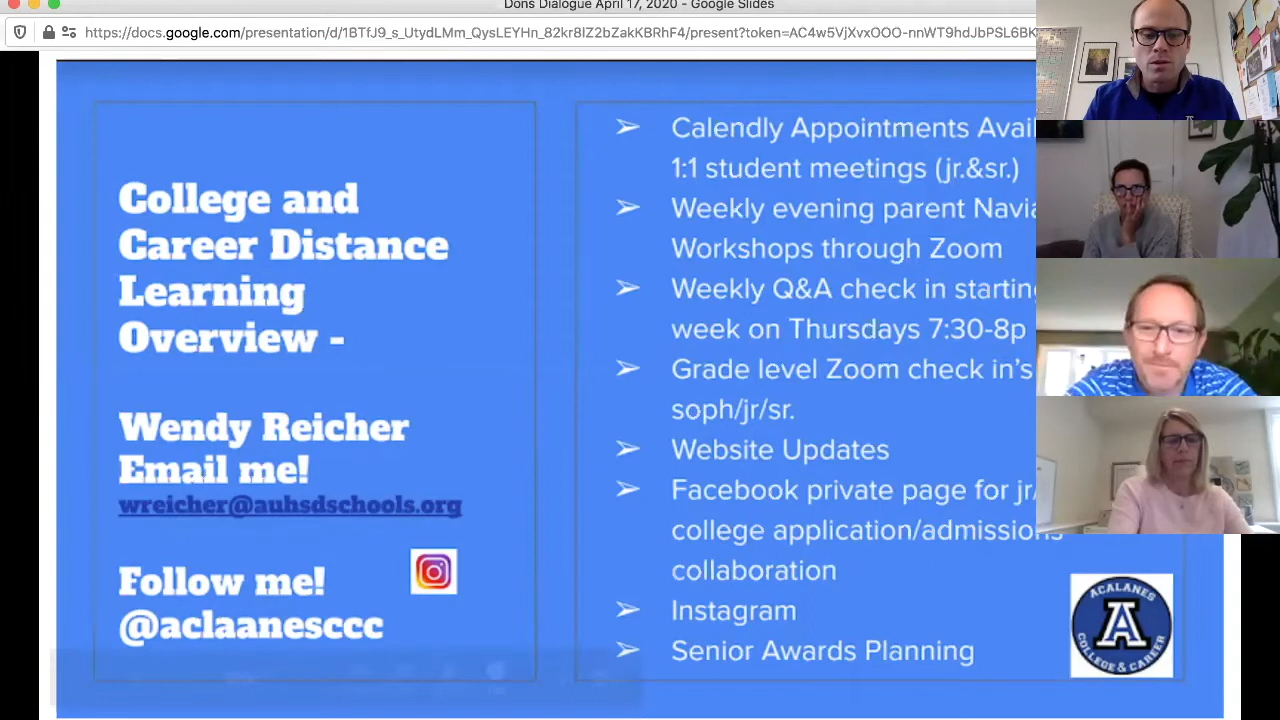 Dons Dialogue April 17, 2020 - Google Slides
https://docs.google.com/presentation/d/1BTfJ9_s_UtydLMm_QysLEYHn_82kr8lZ2bZakKBRhF4/present?token=AC4w5VjXvxOOO-nnWT9hdJbPSL6BK
College and
Career Distance
Learning
Overview -
Wendy Reicher
Email me!
wreicher@auhsdschools.org
Follow me!
@aclaanesccc
➢ Calendly Appointments Avail
1:1 student meetings (jr.&sr.)
➢ Weekly evening parent Navia
Workshops through Zoom
➢ Weekly Q&A check in starting
week on Thursdays 7:30-8p
➢ Grade level Zoom check in's
soph/jr/sr.
➢ Website Updates
➢ Facebook private page for jr/
college application/admissions
collaboration
➢ Instagram
➢ Senior Awards Planning
ACALANES
A
COLLEGE & CAREER